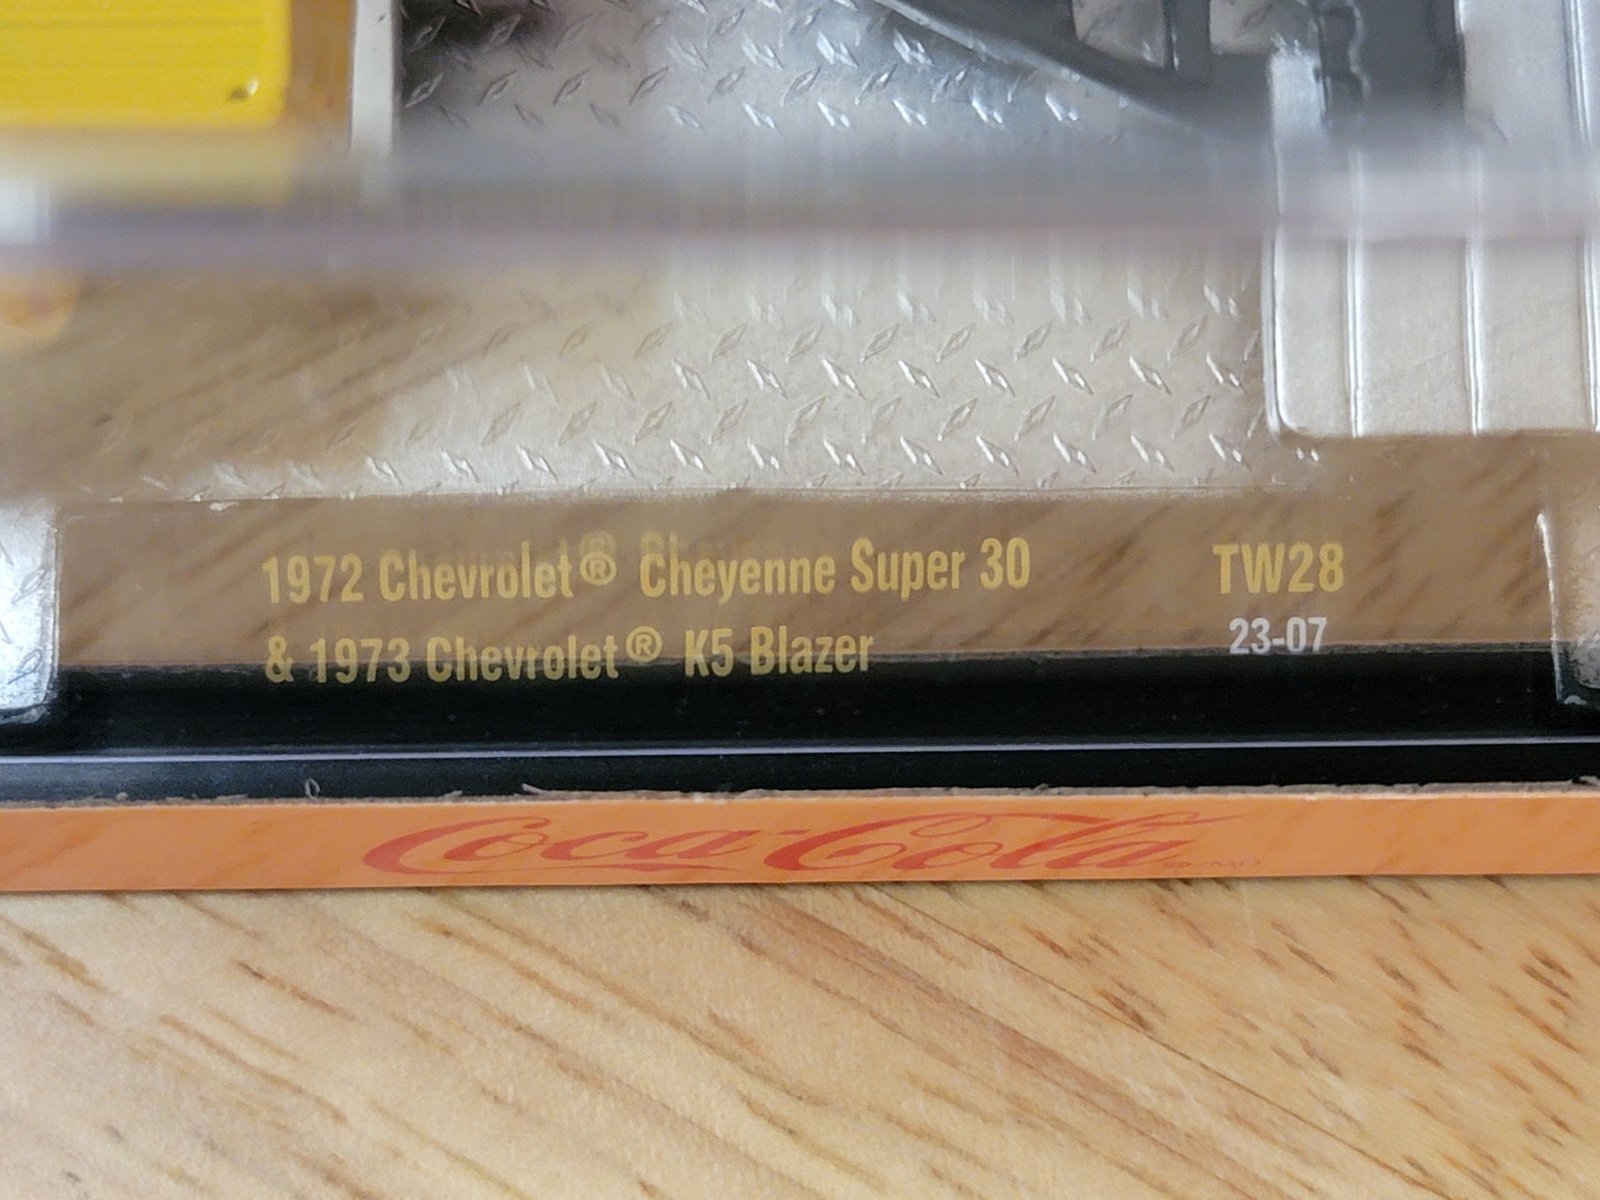 1972 Chevrolet® Cheyenne Super 30
& 1973 Chevrolet® K5 Blazer
TW28
23-07
Coca-Cola